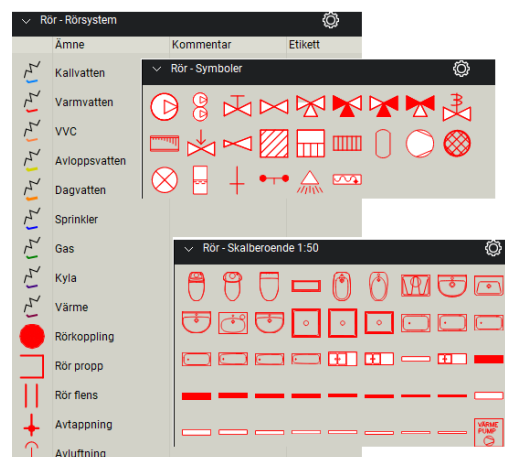 Rör - Rörsystem
Ämne Kommentar Etikett
Kallvatten
Varmvatten
VVC
Avloppsvatten
Dagvatten
Sprinkler
Gas
Kyla
Värme
Rörkoppling
Rör propp
Rör flens
Avtappning
Avluftning
Rör - Symboler
Rör - Skalberoende 1:50
VÄRME
PUMP